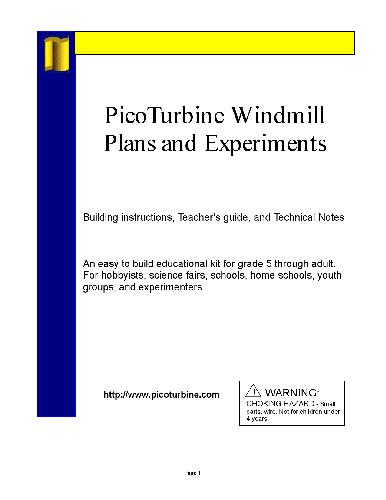 PicoTurbine Windmill
Plans and Experiments
Building instructions, Teacher's guide, and Technical Notes
An easy to build educational kit for grade 5 through adult.
For hobbyists, science fairs, schools, home schools, youth
groups, and experimenters
http://www.picoturbine.com
WARNING:
CHOKING HAZARD - Small
parts, wire. Not for children under
4 years.